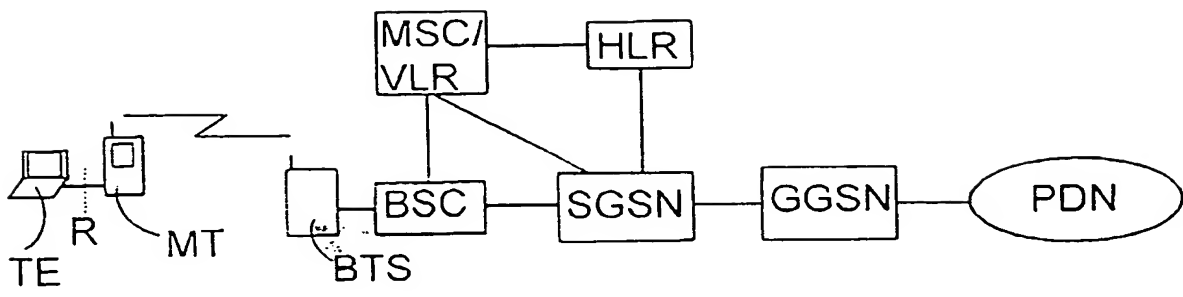 MSC/
VLR
HLR
BSC
SGSN
GGSN
PDN
R
MT
TE
BTS